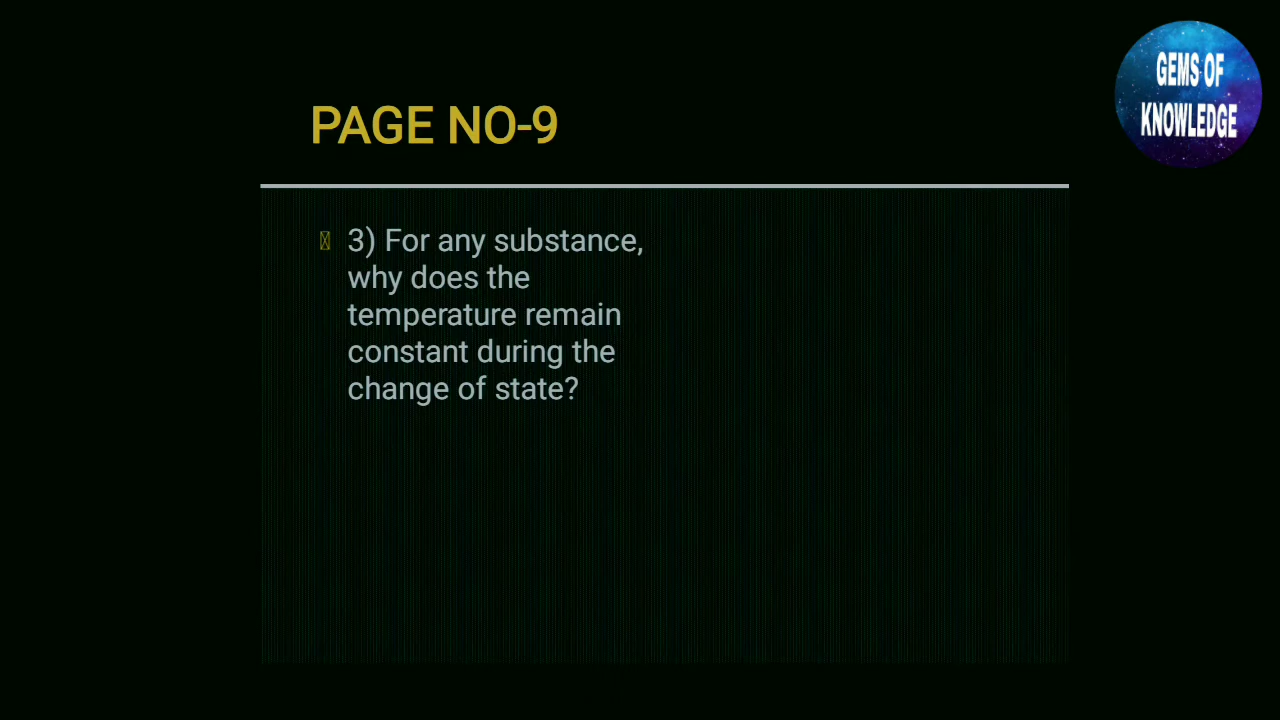 GEMS OF
KNOWLEDGE
PAGE NO-9
3) For any substance,
why does the
temperature remain
constant during the
change of state?